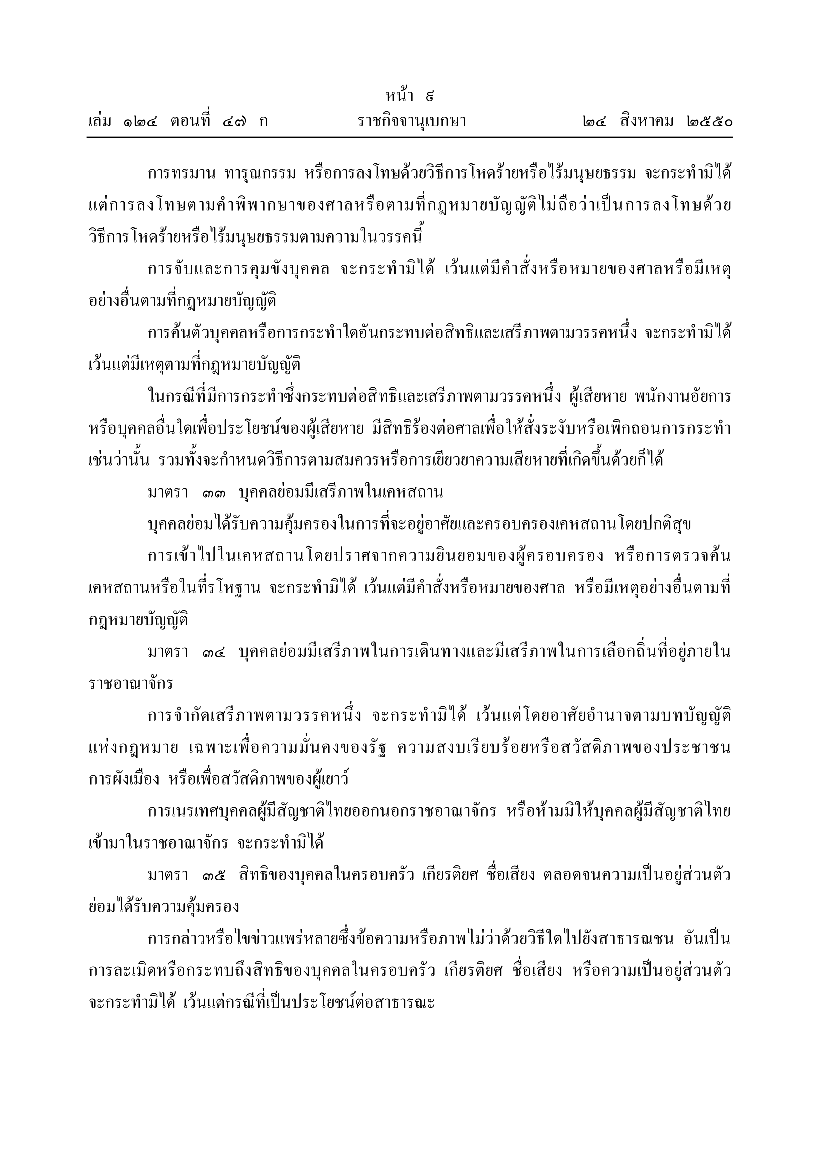 หน้า ๙
เล่ม ๑๒๔ ตอนที่ ๔๗ ก ราชกิจจานุเบกษา ๒๔ สิงหาคม ๒๕๕๐
การทรมาน ทารุณกรรม หรือการลงโทษด้วยวิธีการโหดร้ายหรือไร้มนุษยธรรม จะกระทำมิได้
แต่การลงโทษตามคำพิพากษาของศาลหรือตามที่กฎหมายบัญญัติไม่ถือว่าเป็นการลงโทษด้วย
วิธีการโหดร้ายหรือไร้มนุษยธรรมตามความในวรรคนี้
การจับและการคุมขังบุคคล จะกระทำมิได้ เว้นแต่มีคำสั่งหรือหมายของศาลหรือมีเหตุ
อย่างอื่นตามที่กฎหมายบัญญัติ
การค้นตัวบุคคลหรือการกระทำใดอันกระทบต่อสิทธิและเสรีภาพตามวรรคหนึ่ง จะกระทำมิได้
เว้นแต่มีเหตุตามที่กฎหมายบัญญัติ
ในกรณีที่มีการกระทำซึ่งกระทบต่อสิทธิและเสรีภาพตามวรรคหนึ่ง ผู้เสียหาย พนักงานอัยการ
หรือบุคคลอื่นใดเพื่อประโยชน์ของผู้เสียหาย มีสิทธิร้องต่อศาลเพื่อให้สั่งระงับหรือเพิกถอนการกระทำ
เช่นว่านั้น รวมทั้งจะกำหนดวิธีการตามสมควรหรือการเยียวยาความเสียหายที่เกิดขึ้นด้วยก็ได้
มาตรา ๓๓ บุคคลย่อมมีเสรีภาพในเคหสถาน
บุคคลย่อมได้รับความคุ้มครองในการที่จะอยู่อาศัยและครอบครองเคหสถานโดยปกติสุข
การเข้าไปในเคหสถานโดยปราศจากความยินยอมของผู้ครอบครอง หรือการตรวจค้น
เคหสถานหรือในที่รโหฐาน จะกระทำมิได้ เว้นแต่มีคำสั่งหรือหมายของศาล หรือมีเหตุอย่างอื่นตามที่
กฎหมายบัญญัติ
มาตรา ๓๔ บุคคลย่อมมีเสรีภาพในการเดินทางและมีเสรีภาพในการเลือกถิ่นที่อยู่ภายใน
ราชอาณาจักร
การจำกัดเสรีภาพตามวรรคหนึ่ง จะกระทำมิได้ เว้นแต่โดยอาศัยอำนาจตามบทบัญญัติ
แห่งกฎหมาย เฉพาะเพื่อความมั่นคงของรัฐ ความสงบเรียบร้อยหรือสวัสดิภาพของประชาชน
การผังเมือง หรือเพื่อสวัสดิภาพของผู้เยาว์
การเนรเทศบุคคลผู้มีสัญชาติไทยออกนอกราชอาณาจักร หรือห้ามมิให้บุคคลผู้มีสัญชาติไทย
เข้ามาในราชอาณาจักร จะกระทำมิได้
มาตรา ๓๕ สิทธิของบุคคลในครอบครัว เกียรติยศ ชื่อเสียง ตลอดจนความเป็นอยู่ส่วนตัว
ย่อมได้รับความคุ้มครอง
การกล่าวหรือไขข่าวแพร่หลายซึ่งข้อความหรือภาพไม่ว่าด้วยวิธีใดไปยังสาธารณชน อันเป็น
การละเมิดหรือกระทบถึงสิทธิของบุคคลในครอบครัว เกียรติยศ ชื่อเสียง หรือความเป็นอยู่ส่วนตัว
จะกระทำมิได้ เว้นแต่กรณีที่เป็นประโยชน์ต่อสาธารณะ